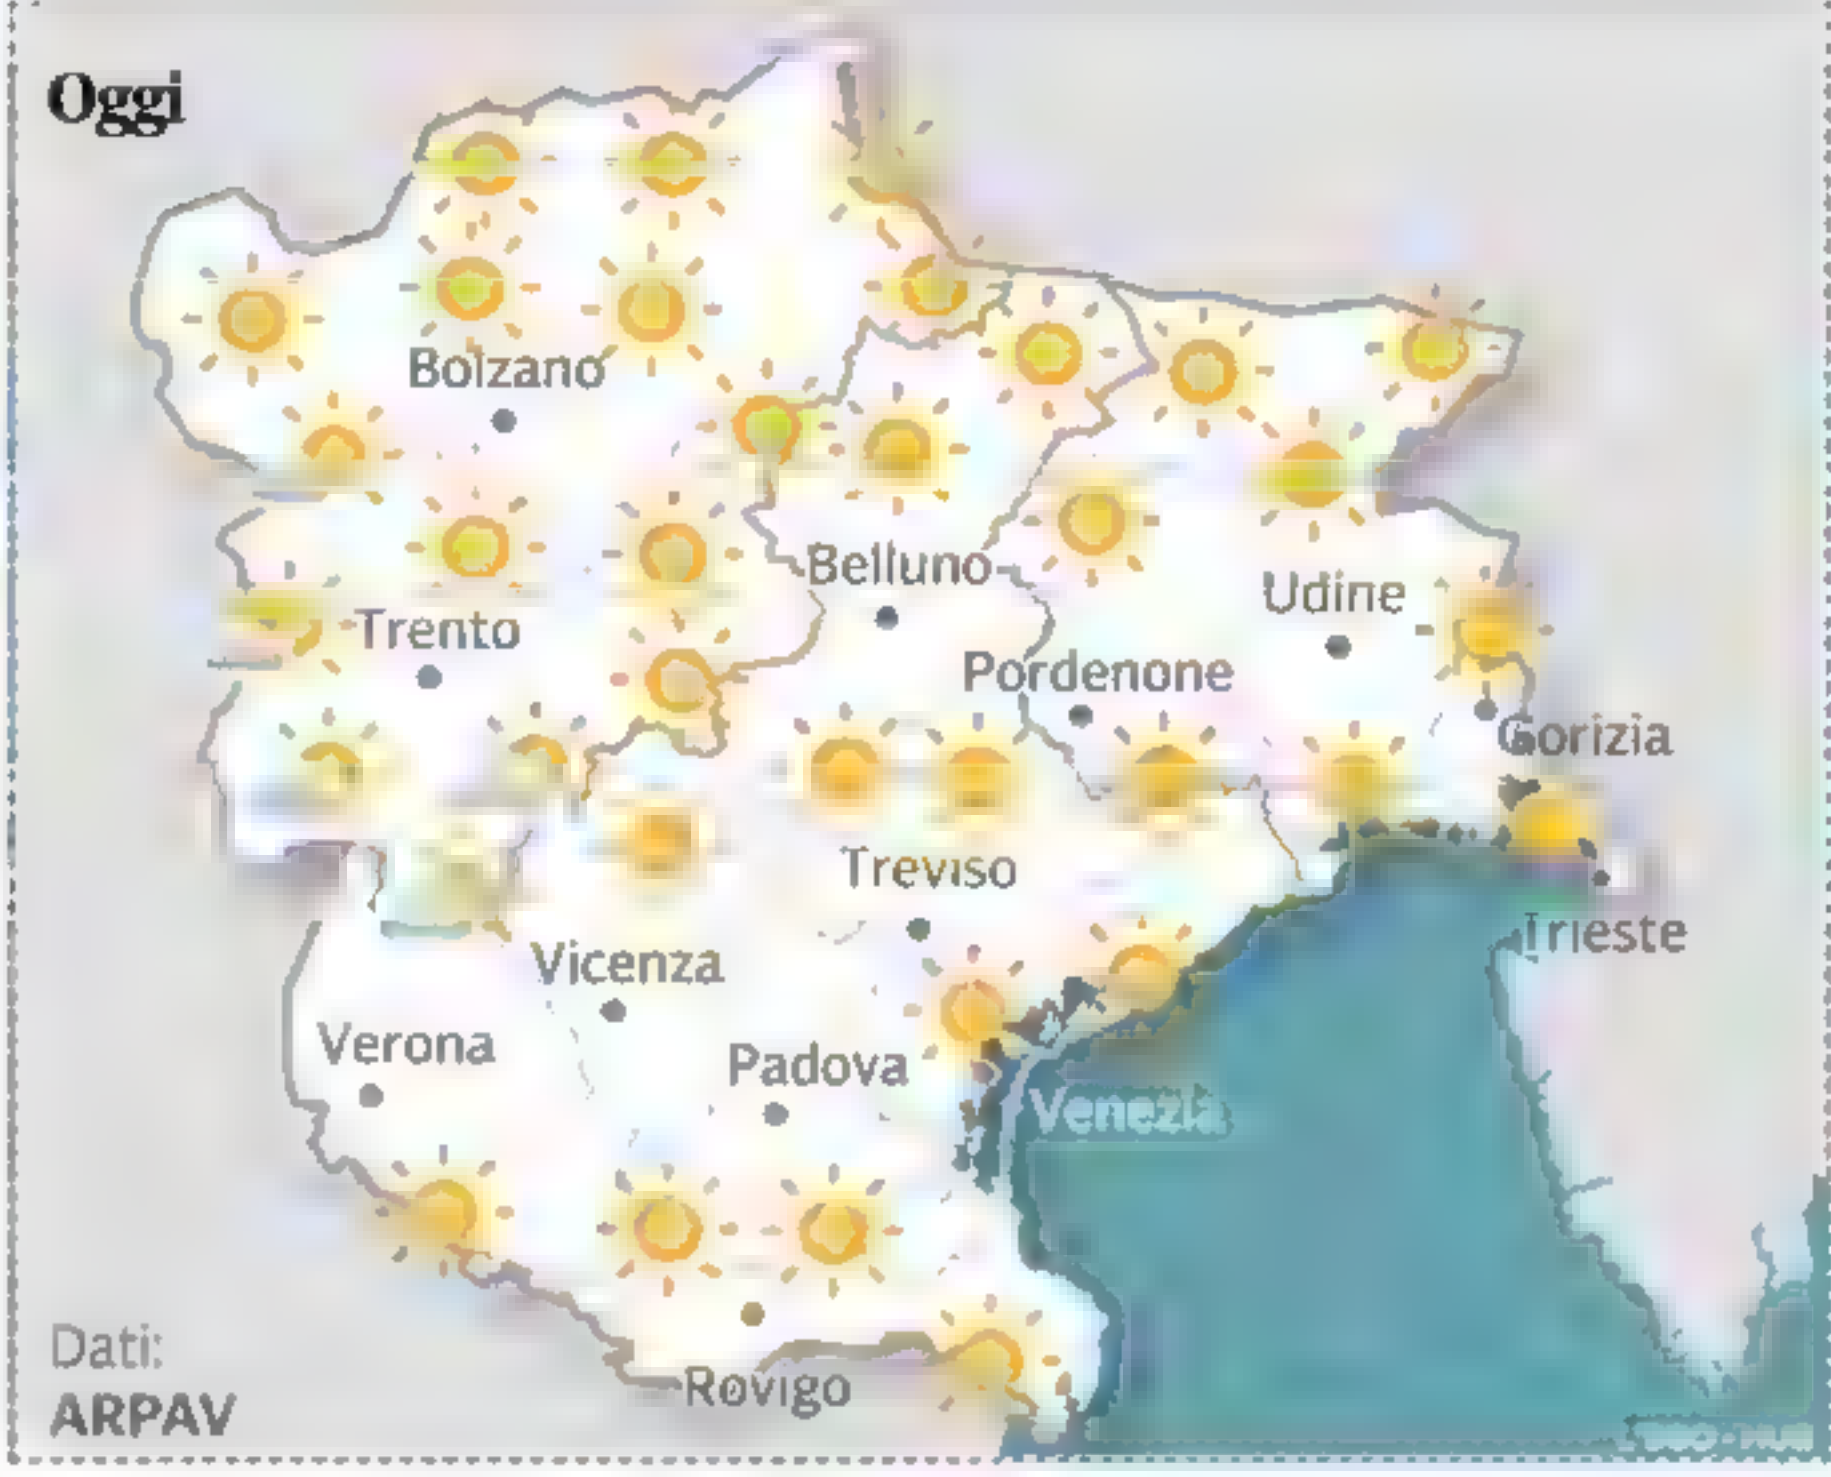 Oggi
Bolzano
Belluno
Udine
Trento
Pordenone
Gorizia
Treviso
Trieste
Vicenza
Verona
Padova
Venezia
Dati:
Rovigo
ARPAV